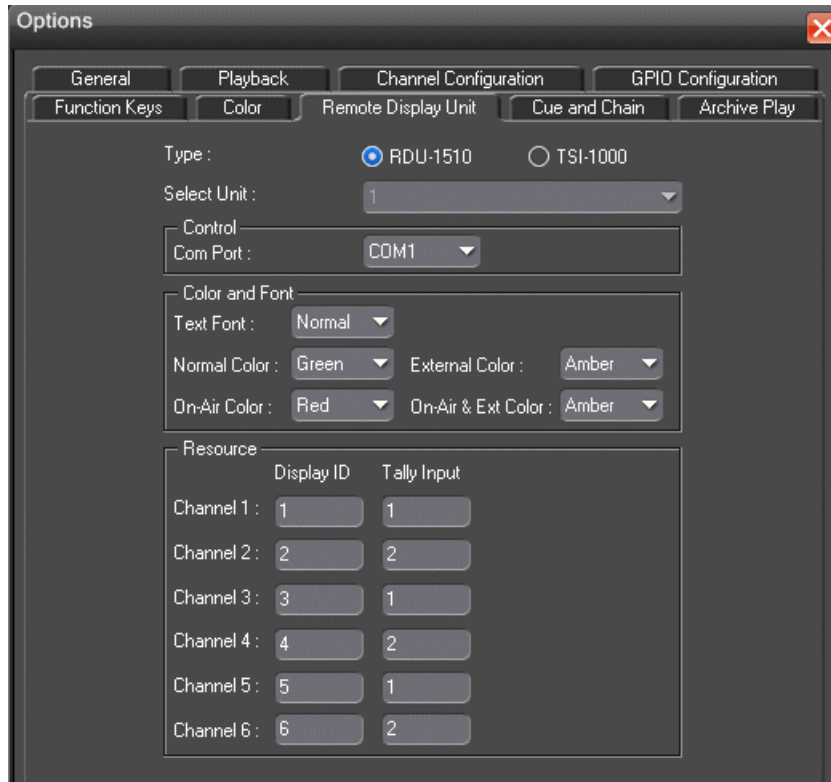 Options
General Playback Channel Configuration GPIO Configuration
Function Keys Color Remote Display Unit Cue and Chain Archive Play
Type : RDU-1510 TSI-1000
Select Unit : 1
Control
Com Port : COM1
Color and Font
Text Font : Normal
Normal Color : Green External Color : Amber
On-Air Color : Red On-Air & Ext Color : Amber
Resource
Display ID Tally Input
Channel 1 : 1 1
Channel 2 : 2 2
Channel 3 : 3 1
Channel 4 : 4 2
Channel 5 : 5 1
Channel 6 : 6 2